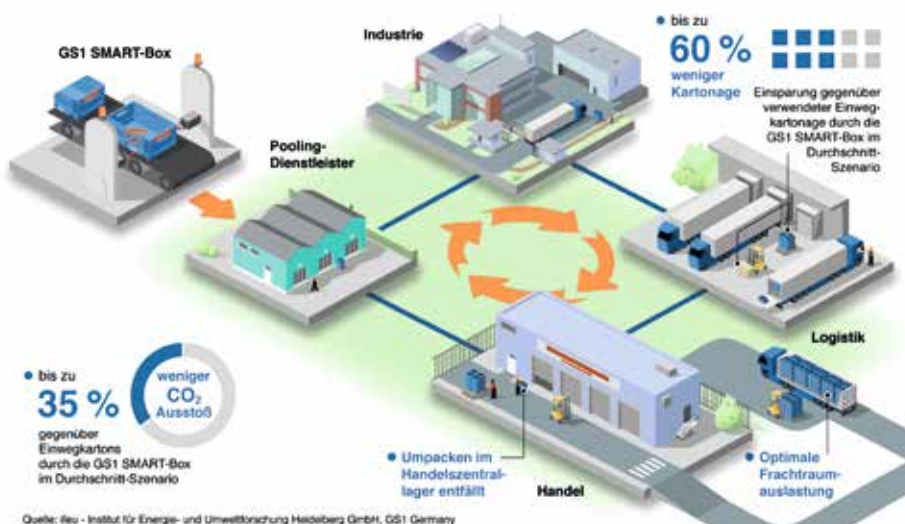 GS1 SMART-Box
Industrie
• bis zu
60 %
weniger
Kartonage
Einsparung gegenüber
verwendeter Einweg-
kartonage durch die
GS1 SMART-Box im
Durchschnitt-
Szenario
Pooling-
Dienstleister
Logistik
• bis zu
35 %
weniger
CO₂
Ausstoß
gegenüber
Einwegkartons
durch die GS1 SMART-Box
im Durchschnitt-Szenario
• Umpacken im
Handelszentral-
lager entfällt
Handel
• Optimale
Frachtraum-
auslastung
Quelle: ifeu - Institut für Energie- und Umweltforschung Heidelberg GmbH, GS1 Germany